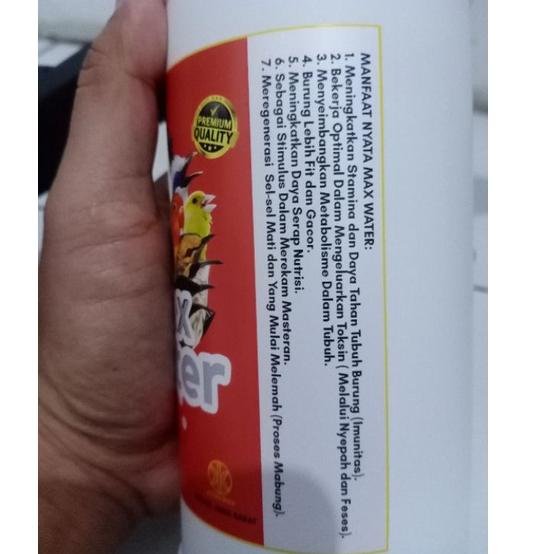 MANFAAT NYATA MAX WATER:
1. Meningkatkan Stamina dan Daya Tahan Tubuh Burung (Imunitas).
2. Bekerja Optimal Dalam Mengeluarkan Toksin ( Melalui Nyepah dan Feses).
3. Menyeimbangkan Metabolisme Dalam Tubuh.
4. Burung Lebih Fit dan Gacor.
5. Meningkatkan Daya Serap Nutrisi.
6. Sebagai Stimulus Dalam Merekam Masteran.
7. Meregenerasi Sel-sel Mati dan Yang Mulai Melemah (Proses Mabung).
PREMIUM
QUALITY
x
ter